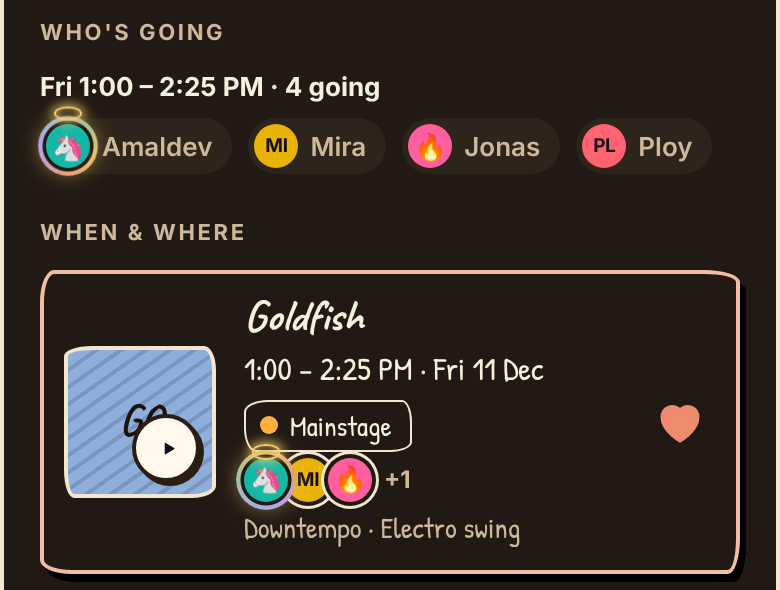 WHO'S GOING
Fri 1:00 – 2:25 PM · 4 going
Amaldev MI Mira Jonas PL Ploy
WHEN & WHERE
Goldfish
1:00 – 2:25 PM · Fri 11 Dec
GO
Mainstage
MI +1
Downtempo · Electro swing